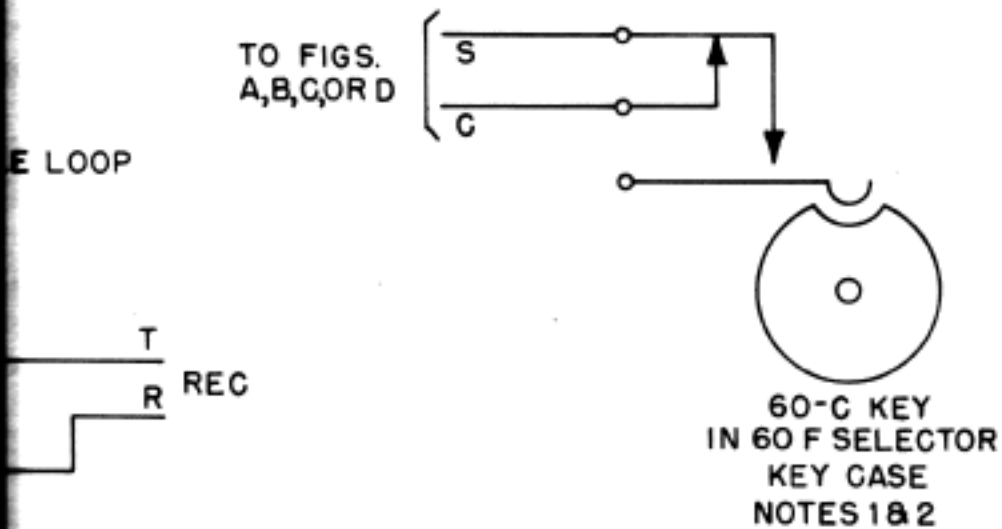 TO FIGS.
A,B,C,OR D
S
C
E LOOP
T
R
REC
60-C KEY
IN 60 F SELECTOR
KEY CASE
NOTES 1 & 2